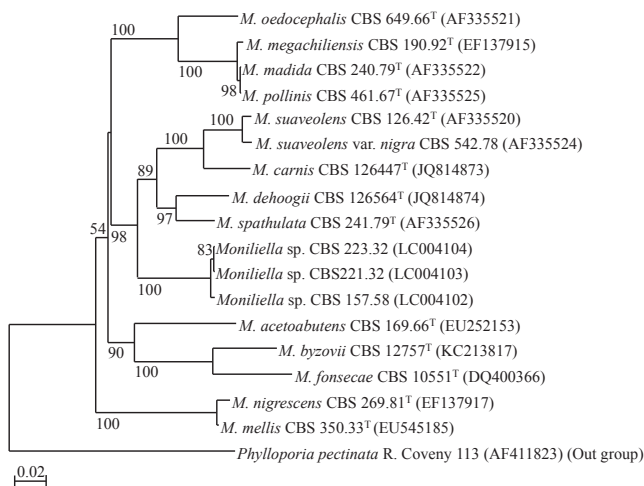 M. oedocephalis CBS 649.66ᵀ (AF335521)
100
M. megachiliensis CBS 190.92ᵀ (EF137915)
100
M. madida CBS 240.79ᵀ (AF335522)
98
M. pollinis CBS 461.67ᵀ (AF335525)
M. suaveolens CBS 126.42ᵀ (AF335520)
100
100
M. suaveolens var. nigra CBS 542.78 (AF335524)
M. carnis CBS 126447ᵀ (JQ814873)
89
M. dehoogii CBS 126564ᵀ (JQ814874)
97
M. spathulata CBS 241.79ᵀ (AF335526)
54
98
83
Moniliella sp. CBS 223.32 (LC004104)
Moniliella sp. CBS221.32 (LC004103)
100
Moniliella sp. CBS 157.58 (LC004102)
M. acetoabutens CBS 169.66ᵀ (EU252153)
90
M. byzovii CBS 12757ᵀ (KC213817)
100
M. fonsecae CBS 10551ᵀ (DQ400366)
M. nigrescens CBS 269.81ᵀ (EF137917)
100
M. mellis CBS 350.33ᵀ (EU545185)
Phylloporia pectinata R. Coveny 113 (AF411823) (Out group)
0.02